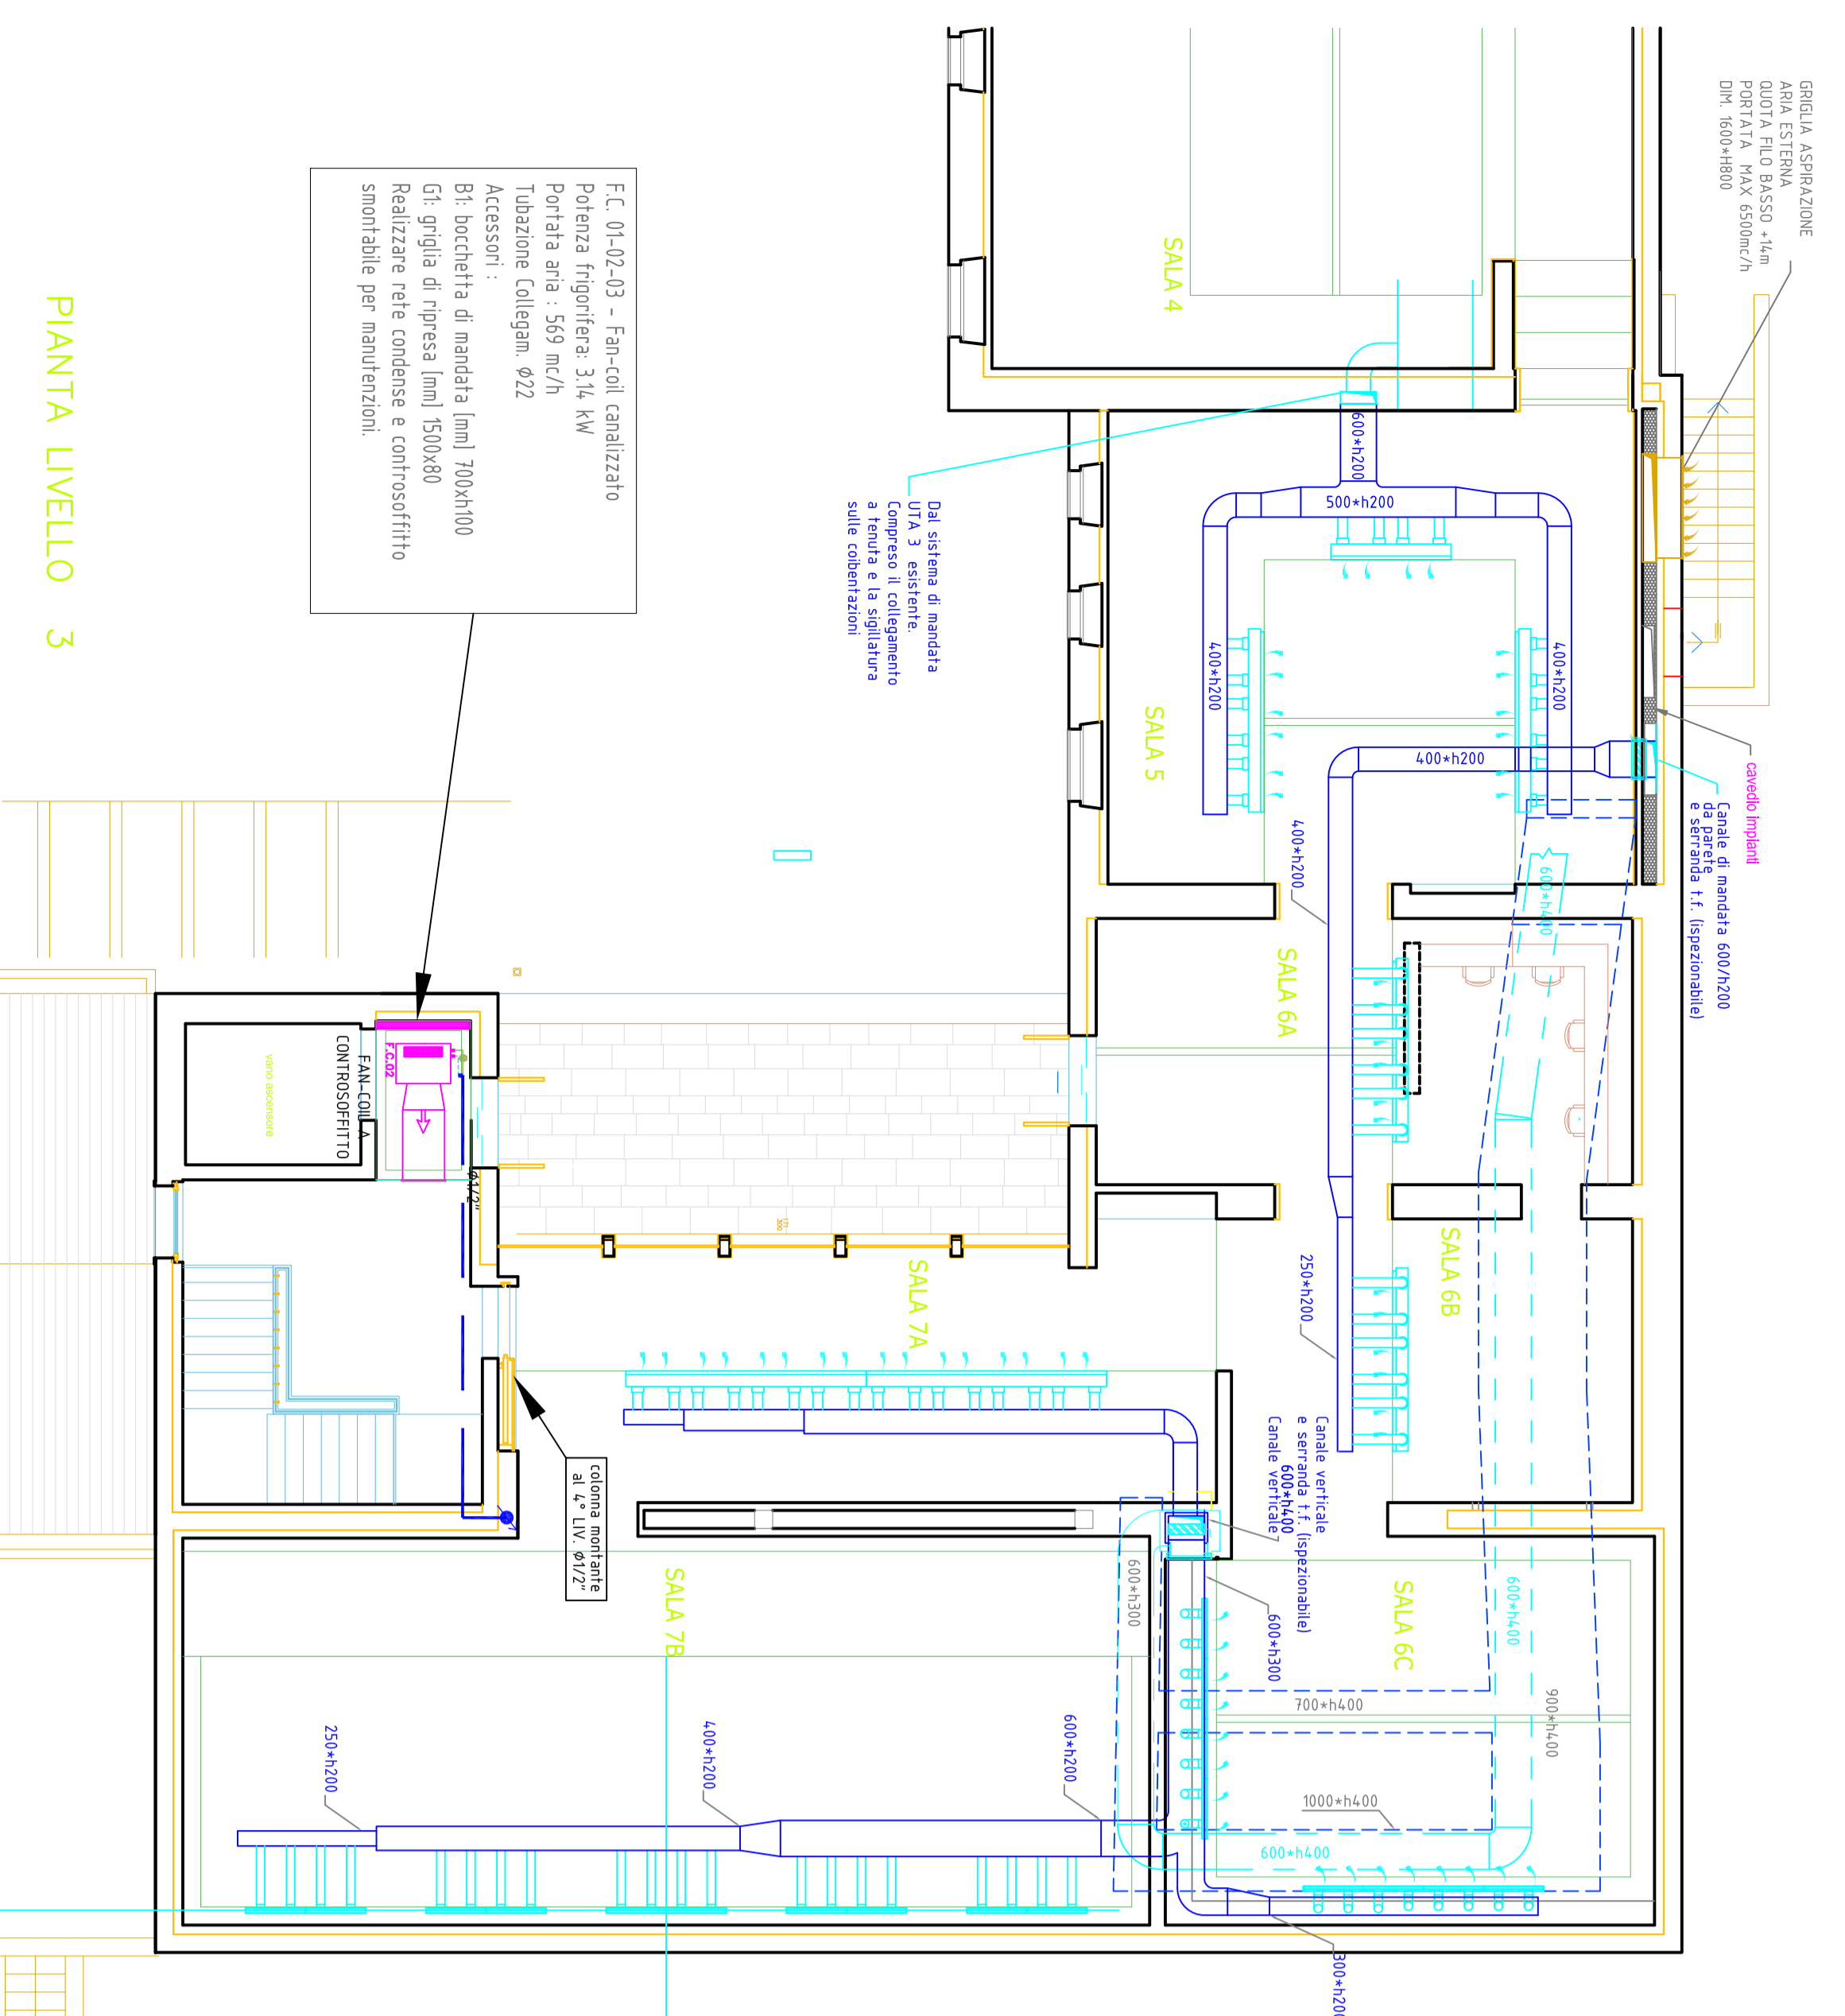 GRIGLIA ASPIRAZIONE
ARIA ESTERNA
QUOTA FILO BASSO +14m
PORTATA MAX 6500mc/h
DIM. 1600*H800
SALA 4
600*h200
500*h200
400*h200
400*h200
400*h200
SALA 5
Dal sistema di mandata
UTA 3 esistente.
Compreso il collegamento
a tenuta e la sigillatura
sulle coibentazioni
cavedio impianti
Canale di mandata 600/h200
da parete
e serranda t.f. (ispezionabile)
400*h200
600*h400
F.C. 01-02-03 - Fan-coil canalizzato
Potenza frigorifera: 3.14 kW
Portata aria : 569 mc/h
Tubazione Collegam. Ø22
Accessori :
B1: bocchetta di mandata [mm] 700xh100
G1: griglia di ripresa [mm] 1500x80
Realizzare rete condense e controsoffitto
smontabile per manutenzioni.
PIANTA LIVELLO 3
SALA 6A
F.C.02
FAN-COIL A
CONTROSOFFITTO
vano ascensore
Ø1/2"
171
300
SALA 6B
250*h200
SALA 7A
Canale verticale
e serranda t.f. (ispezionabile)
600*h400
Canale verticale
colonna montante
al 4° LIV. Ø1/2"
SALA 7B
600*h300
600*h300
SALA 6C
600*h400
700*h400
900*h400
1000*h400
600*h400
600*h200
400*h200
250*h200
300*h200